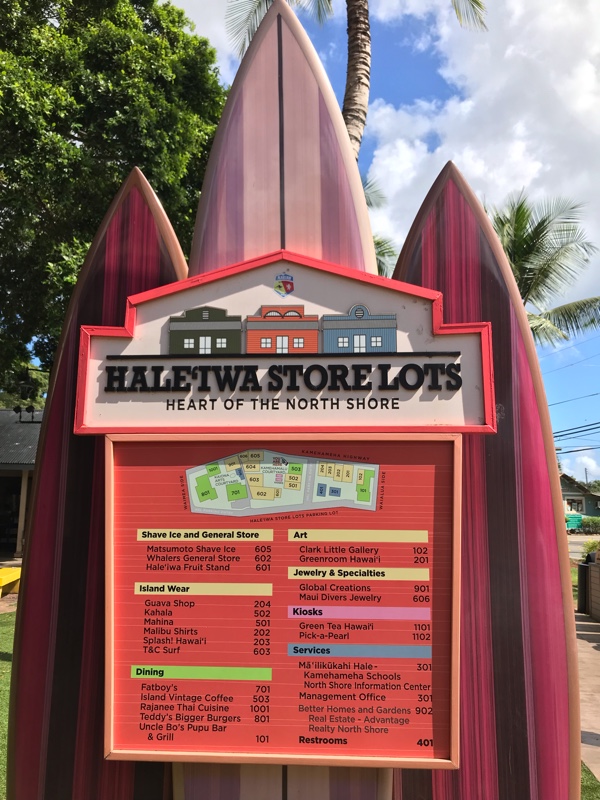 HALE'IWA STORE LOTS
HEART OF THE NORTH SHORE
KAMEHAMEHA HIGHWAY
HALE'IWA STORE LOTS PARKING LOT
Shave Ice and General Store
Matsumoto Shave Ice 605
Whalers General Store 602
Hale'iwa Fruit Stand 601
Island Wear
Guava Shop 204
Kahala 502
Mahina 501
Malibu Shirts 202
Splash! Hawai'i 203
T&C Surf 603
Dining
Fatboy's 701
Island Vintage Coffee 503
Rajanee Thai Cuisine 1001
Teddy's Bigger Burgers 801
Uncle Bo's Pupu Bar
& Grill 101
Art
Clark Little Gallery 102
Greenroom Hawai'i 201
Jewelry & Specialties
Global Creations 901
Maui Divers Jewelry 606
Kiosks
Green Tea Hawai'i 1101
Pick-a-Pearl 1102
Services
Mā'ilikūkahi Hale - 301
Kamehameha Schools
North Shore Information Center
Management Office 301
Better Homes and Gardens 902
Real Estate - Advantage
Realty North Shore
Restrooms 401